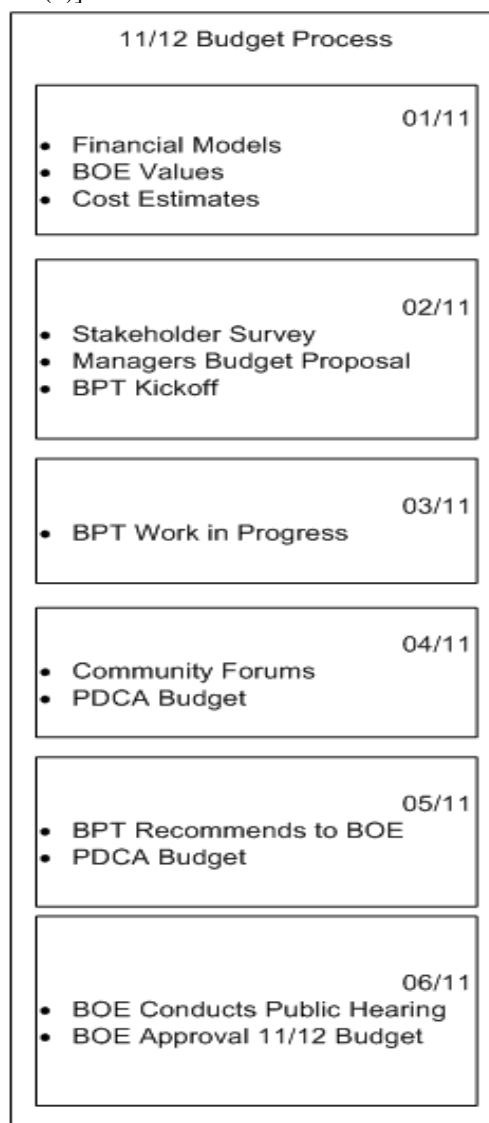 11/12 Budget Process
01/11
• Financial Models
• BOE Values
• Cost Estimates
02/11
• Stakeholder Survey
• Managers Budget Proposal
• BPT Kickoff
03/11
• BPT Work in Progress
04/11
• Community Forums
• PDCA Budget
05/11
• BPT Recommends to BOE
• PDCA Budget
06/11
• BOE Conducts Public Hearing
• BOE Approval 11/12 Budget